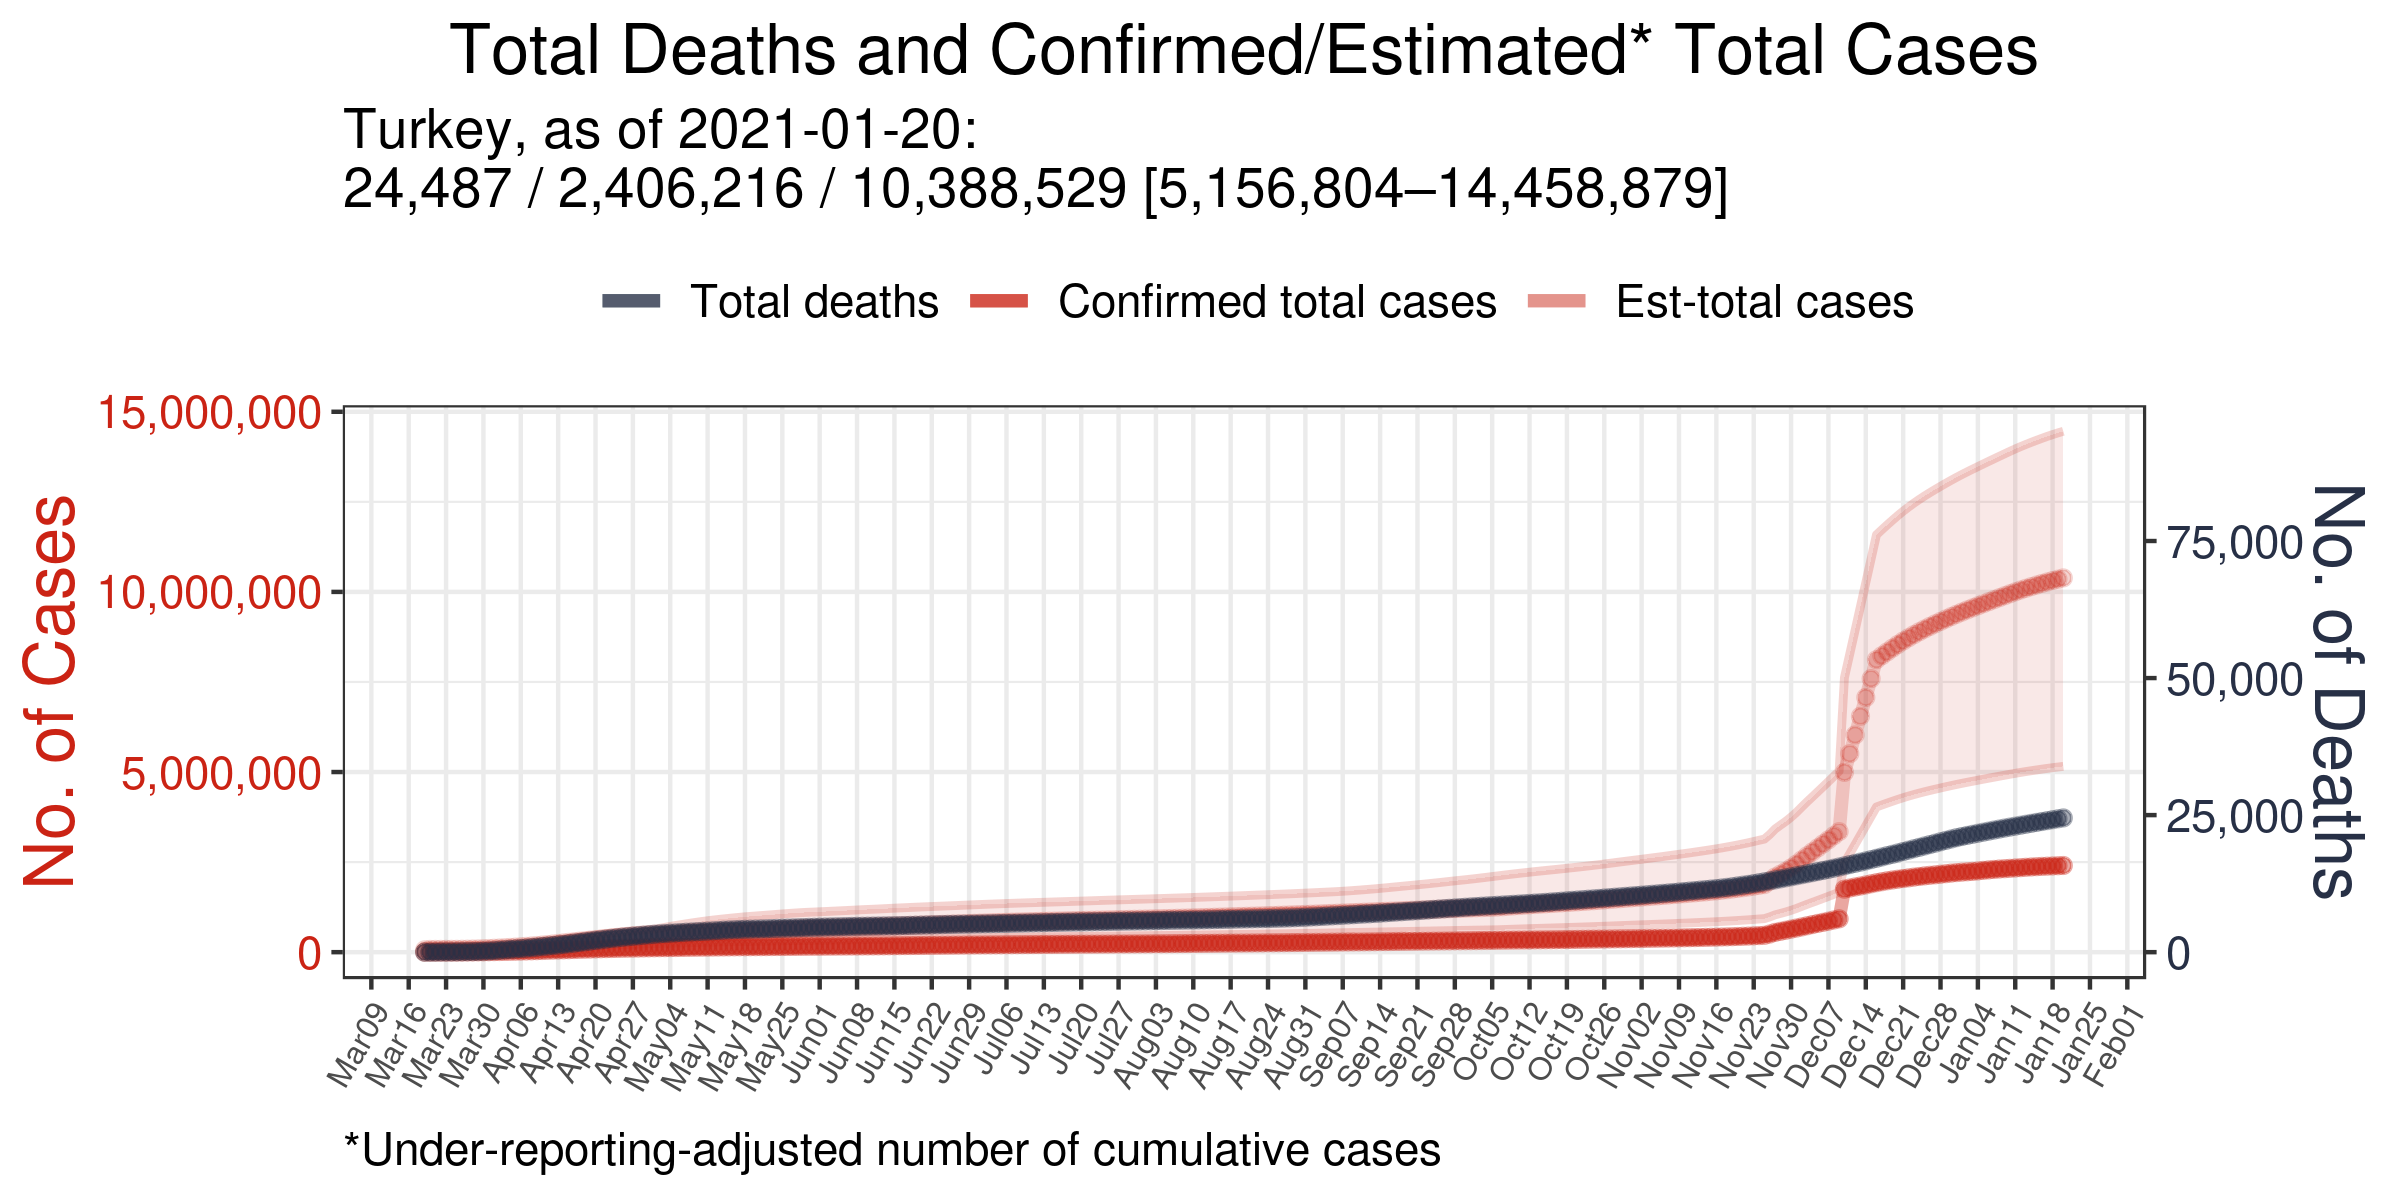 Total Deaths and Confirmed/Estimated* Total Cases
Turkey, as of 2021-01-20:
24,487 / 2,406,216 / 10,388,529 [5,156,804–14,458,879]
Total deaths
Confirmed total cases
Est-total cases
No. of Cases
15,000,000
10,000,000
5,000,000
0
75,000
50,000
25,000
0
No. of Deaths
Mar09
Mar16
Mar23
Mar30
Apr06
Apr13
Apr20
Apr27
May04
May11
May18
May25
Jun01
Jun08
Jun15
Jun22
Jun29
Jul06
Jul13
Jul20
Jul27
Aug03
Aug10
Aug17
Aug24
Aug31
Sep07
Sep14
Sep21
Sep28
Oct05
Oct12
Oct19
Oct26
Nov02
Nov09
Nov16
Nov23
Nov30
Dec07
Dec14
Dec21
Dec28
Jan04
Jan11
Jan18
Jan25
Feb01
*Under-reporting-adjusted number of cumulative cases